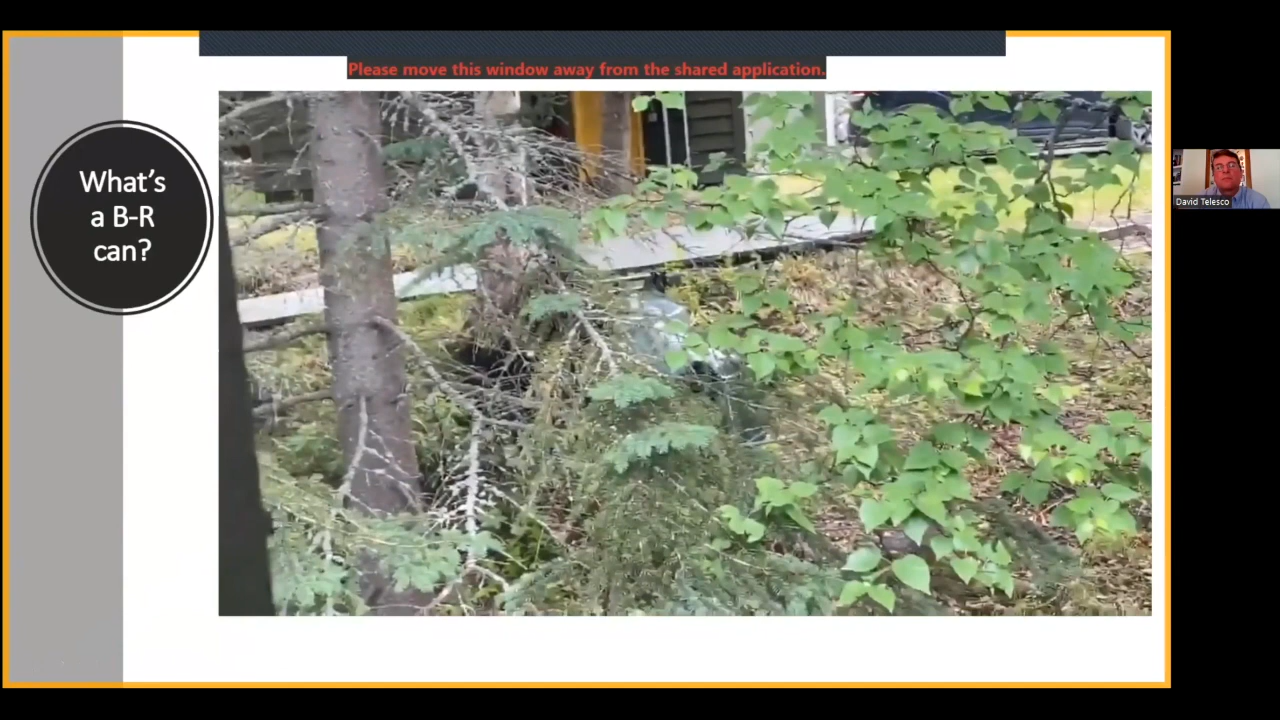 Please move this window away from the shared application.
What's
a B-R
can?
David Telesco